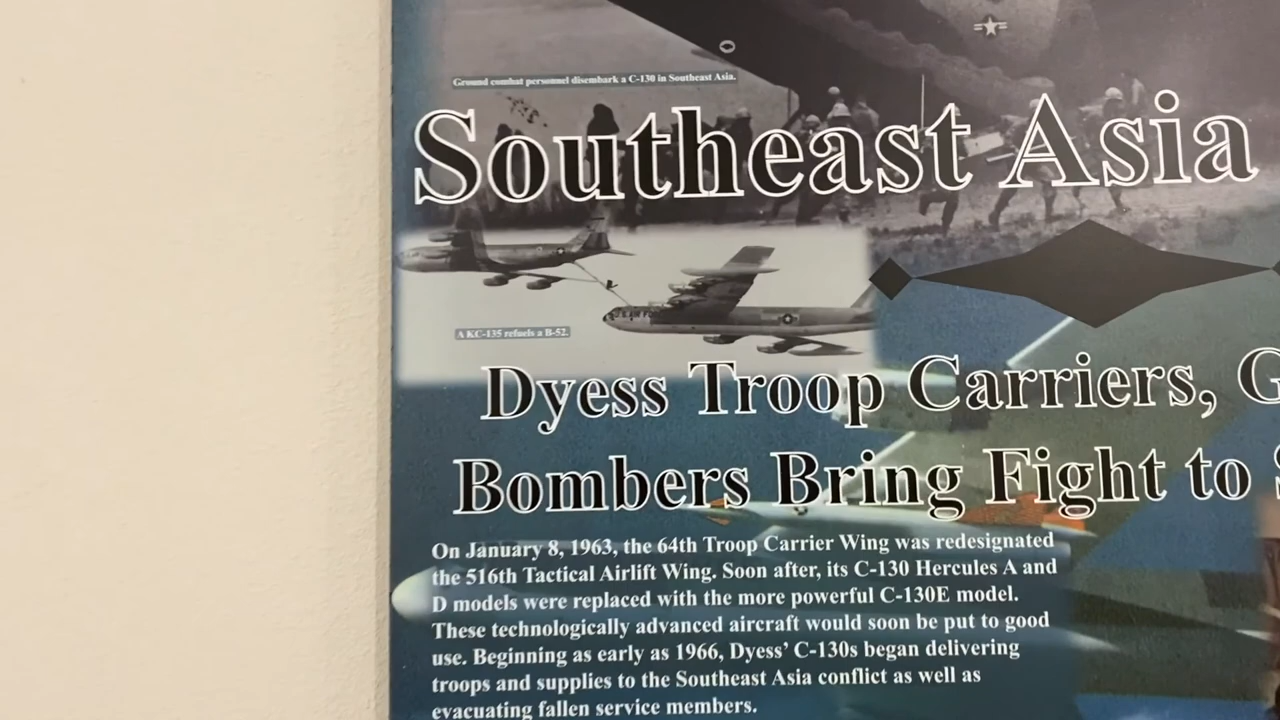 Ground combat personnel disembark a C-130 in Southeast Asia.
Southeast Asia
A KC-135 refuels a B-52.
Dyess Troop Carriers, G
Bombers Bring Fight to S
On January 8, 1963, the 64th Troop Carrier Wing was redesignated
the 516th Tactical Airlift Wing. Soon after, its C-130 Hercules A and
D models were replaced with the more powerful C-130E model.
These technologically advanced aircraft would soon be put to good
use. Beginning as early as 1966, Dyess’ C-130s began delivering
troops and supplies to the Southeast Asia conflict as well as
evacuating fallen service members.